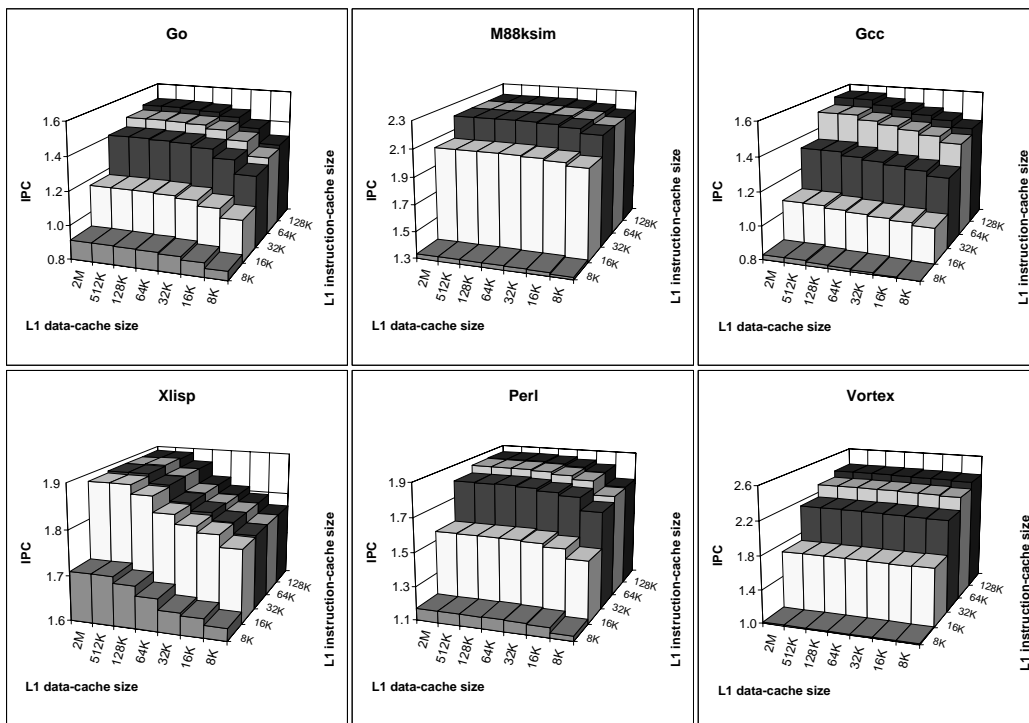 Go
1.6
1.4
1.2
1.0
0.8
IPC
2M
512K
128K
64K
32K
16K
8K
8K
16K
32K
64K
128K
L1 instruction-cache size
L1 data-cache size
M88ksim
2.3
2.1
1.9
1.7
1.5
1.3
IPC
2M
512K
128K
64K
32K
16K
8K
8K
16K
32K
64K
128K
L1 instruction-cache size
L1 data-cache size
Gcc
1.6
1.4
1.2
1.0
0.8
IPC
2M
512K
128K
64K
32K
16K
8K
8K
16K
32K
64K
128K
L1 instruction-cache size
L1 data-cache size
Xlisp
1.9
1.8
1.7
1.6
IPC
2M
512K
128K
64K
32K
16K
8K
8K
16K
32K
64K
128K
L1 instruction-cache size
L1 data-cache size
Perl
1.9
1.7
1.5
1.3
1.1
IPC
2M
512K
128K
64K
32K
16K
8K
8K
16K
32K
64K
128K
L1 instruction-cache size
L1 data-cache size
Vortex
2.6
2.2
1.8
1.4
1.0
IPC
2M
512K
128K
64K
32K
16K
8K
8K
16K
32K
64K
128K
L1 instruction-cache size
L1 data-cache size